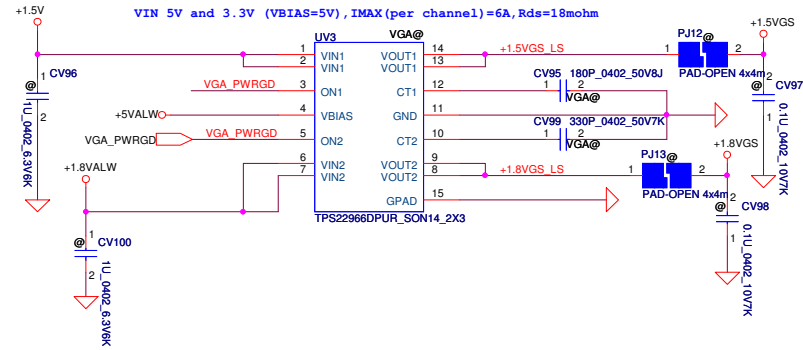 VIN 5V and 3.3V (VBIAS=5V),IMAX(per channel)=6A,Rds=18mohm
+1.5V
UV3
VGA@
1 VIN1
2 VIN1
VGA_PWRGD 3 ON1
+5VALW 4 VBIAS
VGA_PWRGD VGA_PWRGD 5 ON2
6 VIN2
7 VIN2
VOUT1 14 +1.5VGS_LS
VOUT1 13
CT1 12
GND 11
CT2 10
VOUT2 9
VOUT2 8 +1.8VGS_LS
GPAD 15
TPS22966DPUR_SON14_2X3
@ 1 CV96
2
1U_0402_6.3V6K
+1.8VALW
@ 1 CV100
2
1U_0402_6.3V6K
CV95 180P_0402_50V8J
1 2
VGA@
CV99 330P_0402_50V7K
1 2
VGA@
PJ12@
1 2
PAD-OPEN 4x4m
+1.5VGS
@ 2 CV97
1
0.1U_0402_10V7K
PJ13@
1 2
PAD-OPEN 4x4m
+1.8VGS
@ 2 CV98
1
0.1U_0402_10V7K